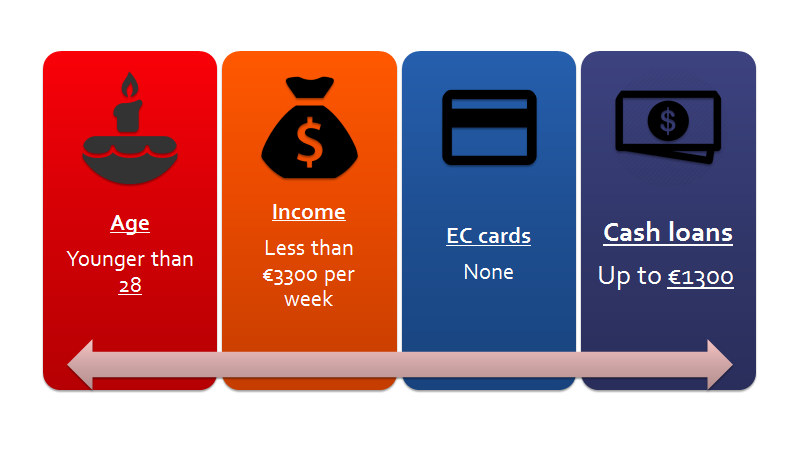 Age
Younger than
28
$
Income
Less than
€3300 per
week
EC cards
None
$
Cash loans
Up to €1300